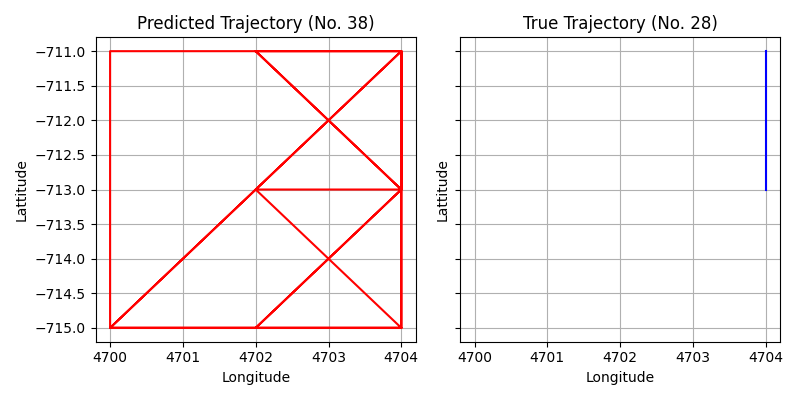 Predicted Trajectory (No. 38)
True Trajectory (No. 28)
−711.0
−711.5
−712.0
−712.5
−713.0
−713.5
−714.0
−714.5
−715.0
Lattitude
Lattitude
4700 4701 4702 4703 4704
4700 4701 4702 4703 4704
Longitude
Longitude